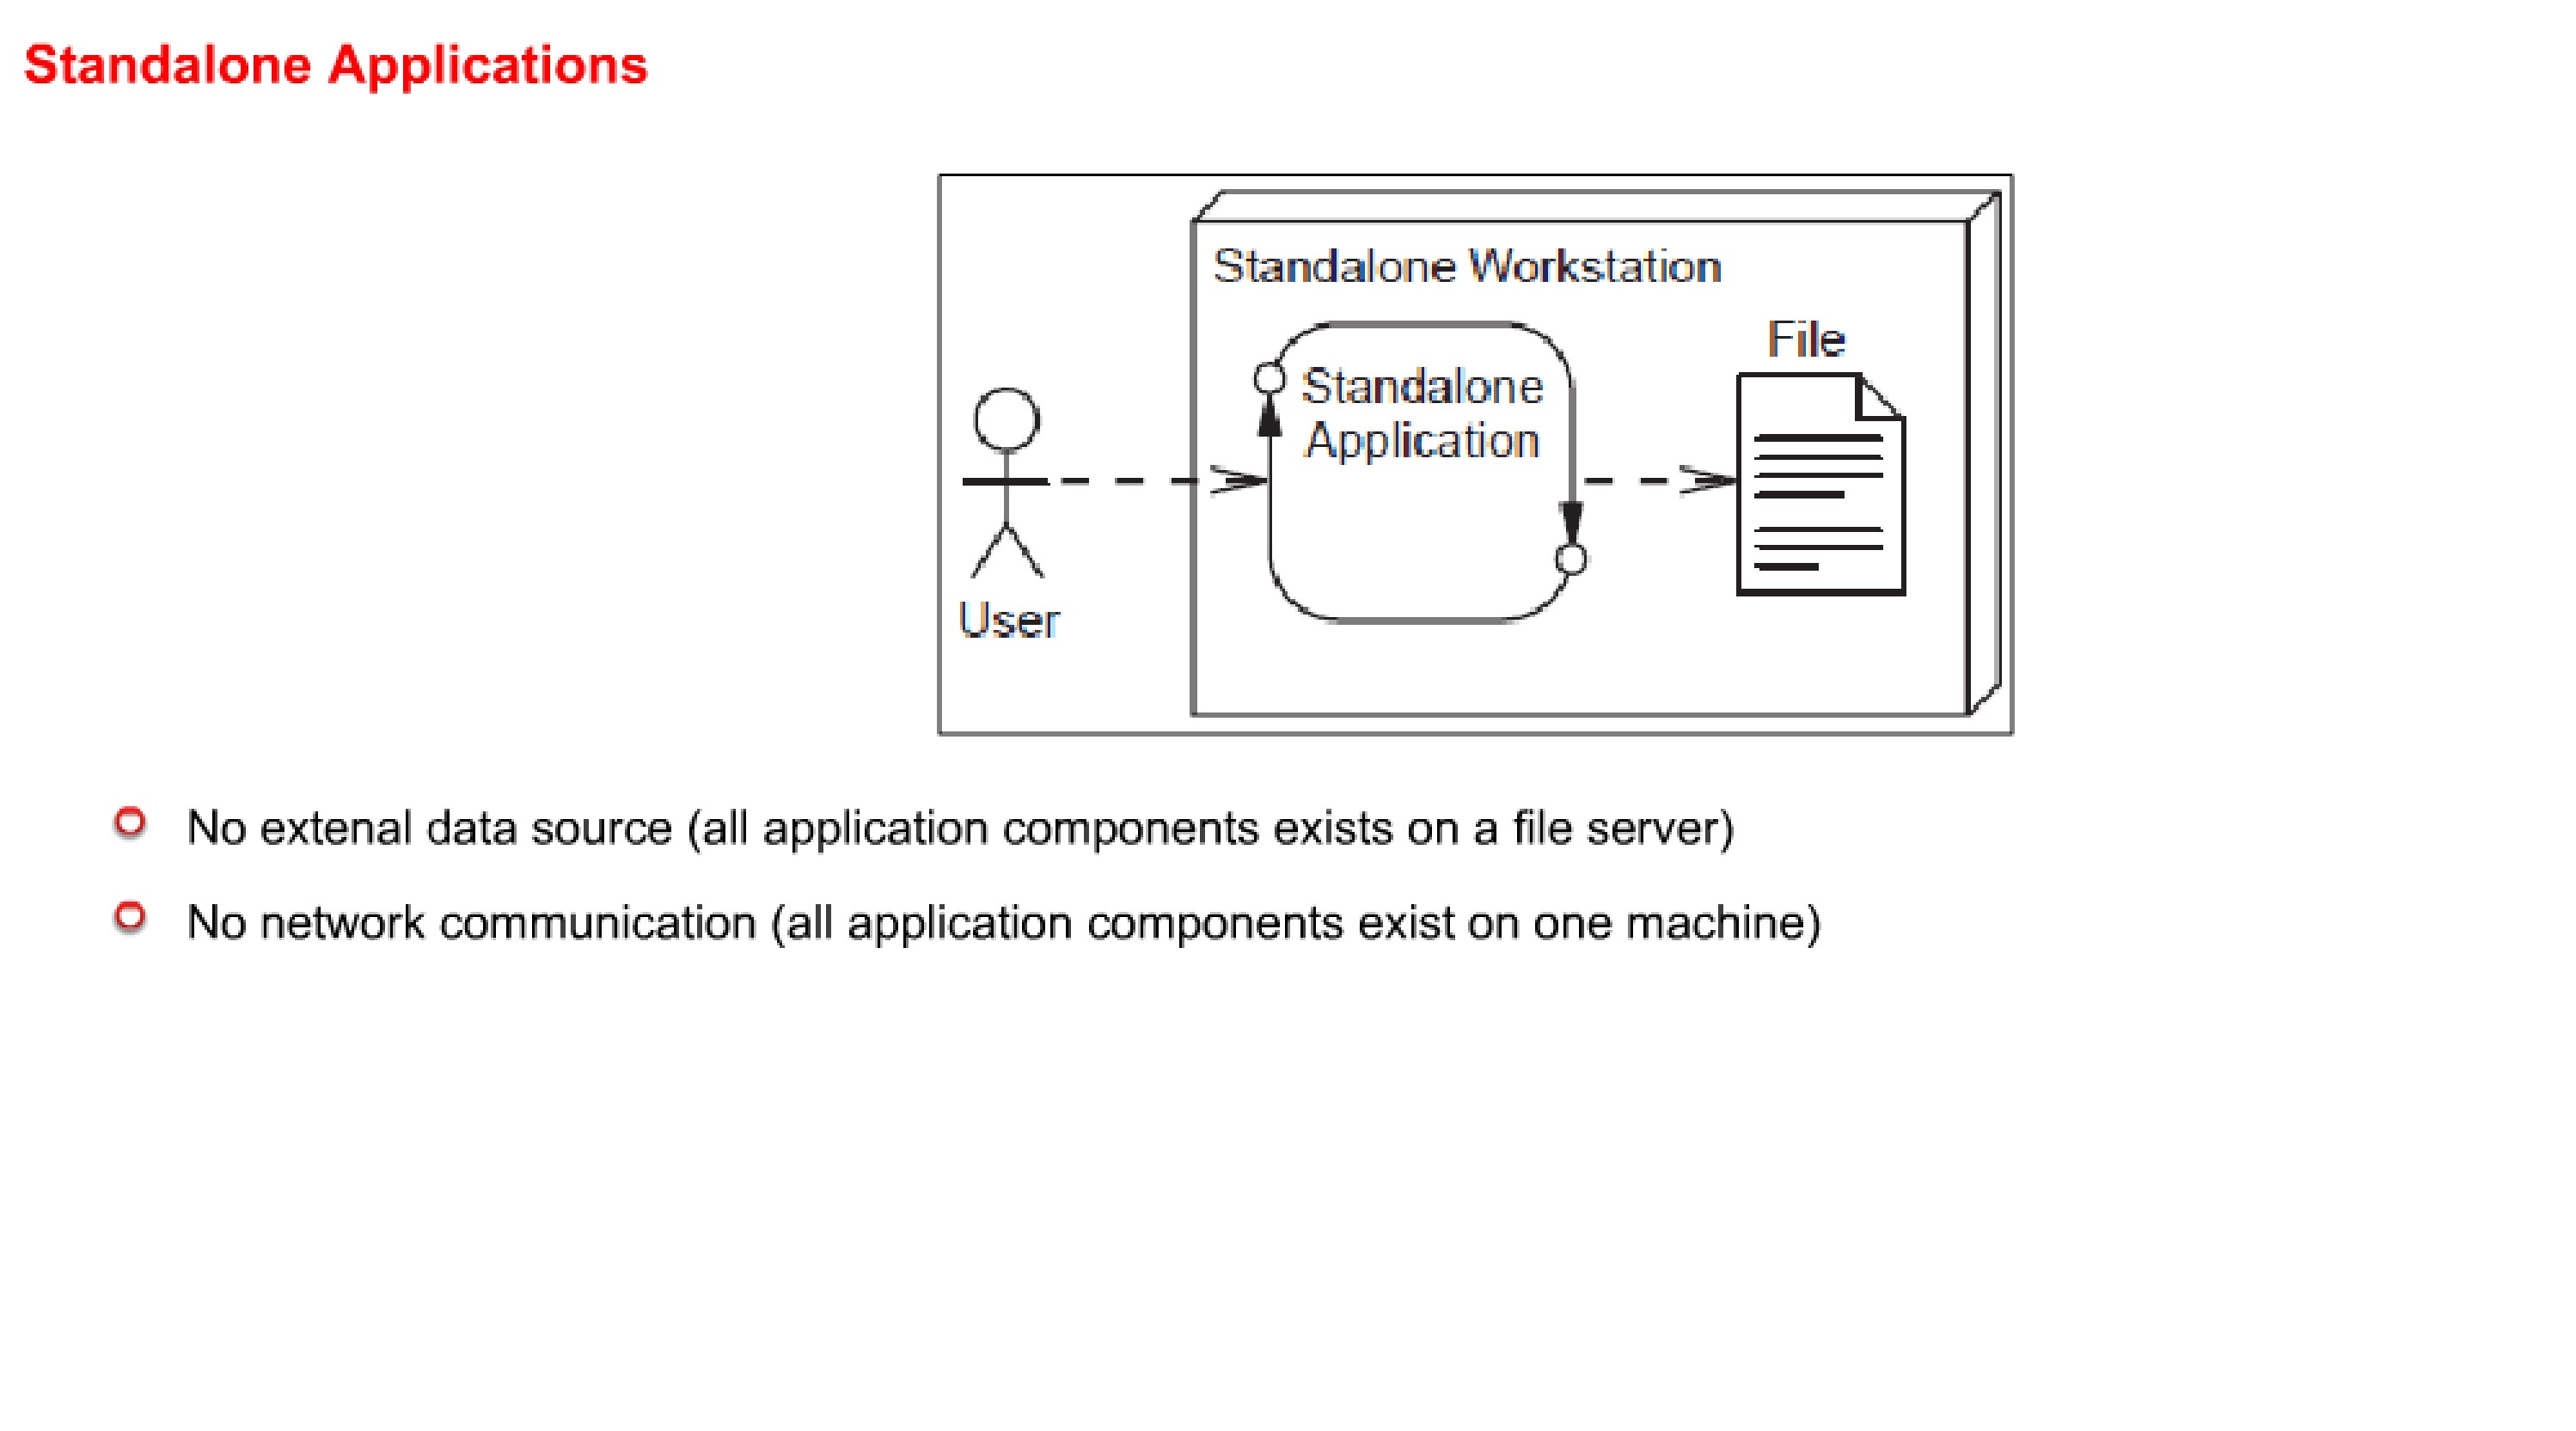 Standalone Applications
Standalone Workstation
File
Standalone
Application
User
No extenal data source (all application components exists on a file server)
No network communication (all application components exist on one machine)